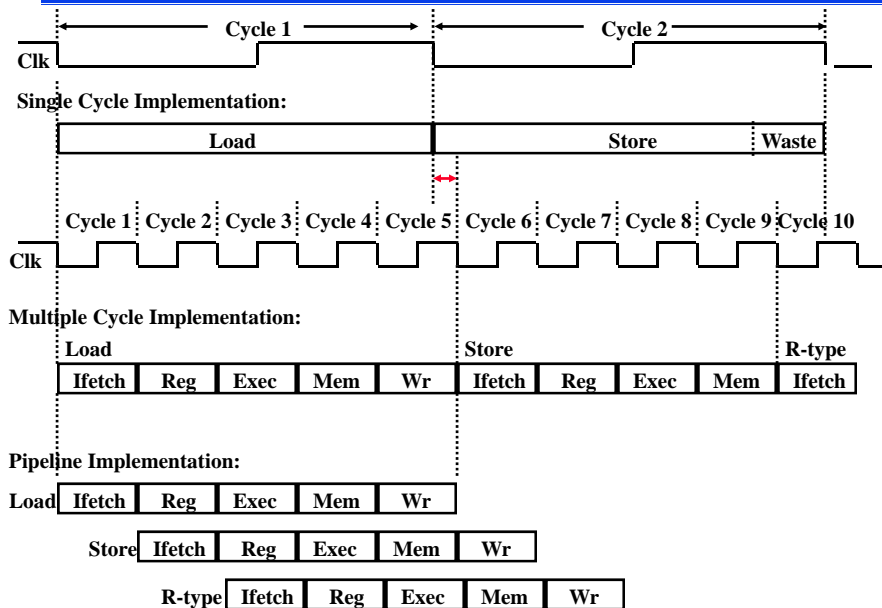 Cycle 1 Cycle 2
Clk
Single Cycle Implementation:
Load Store Waste
Cycle 1 Cycle 2 Cycle 3 Cycle 4 Cycle 5 Cycle 6 Cycle 7 Cycle 8 Cycle 9 Cycle 10
Clk
Multiple Cycle Implementation:
Load Store R-type
Ifetch Reg Exec Mem Wr Ifetch Reg Exec Mem Ifetch
Pipeline Implementation:
Load Ifetch Reg Exec Mem Wr
Store Ifetch Reg Exec Mem Wr
R-type Ifetch Reg Exec Mem Wr